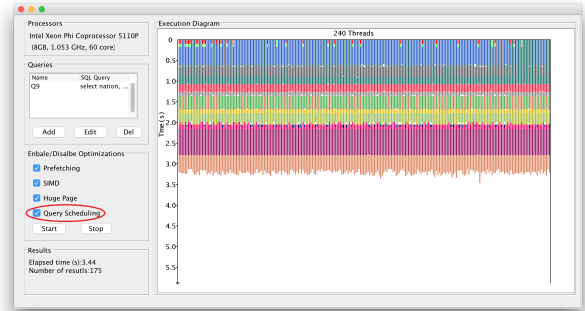 Processors
Intel Xeon Phi Coprocessor 5110P
(8GB, 1.053 GHz, 60 core)
Queries
Name SQL Query
Q9 select nation, ...
Add Edit Del
Enbale/Disalbe Optimizations
Prefetching
SIMD
Huge Page
Query Scheduling
Start Stop
Results
Elapsed time (s):3.44
Number of resutls:175
Execution Diagram
240 Threads
Time(s)
0
0.5
1.0
1.5
2.0
2.5
3.0
3.5
4.0
4.5
5.0
5.5